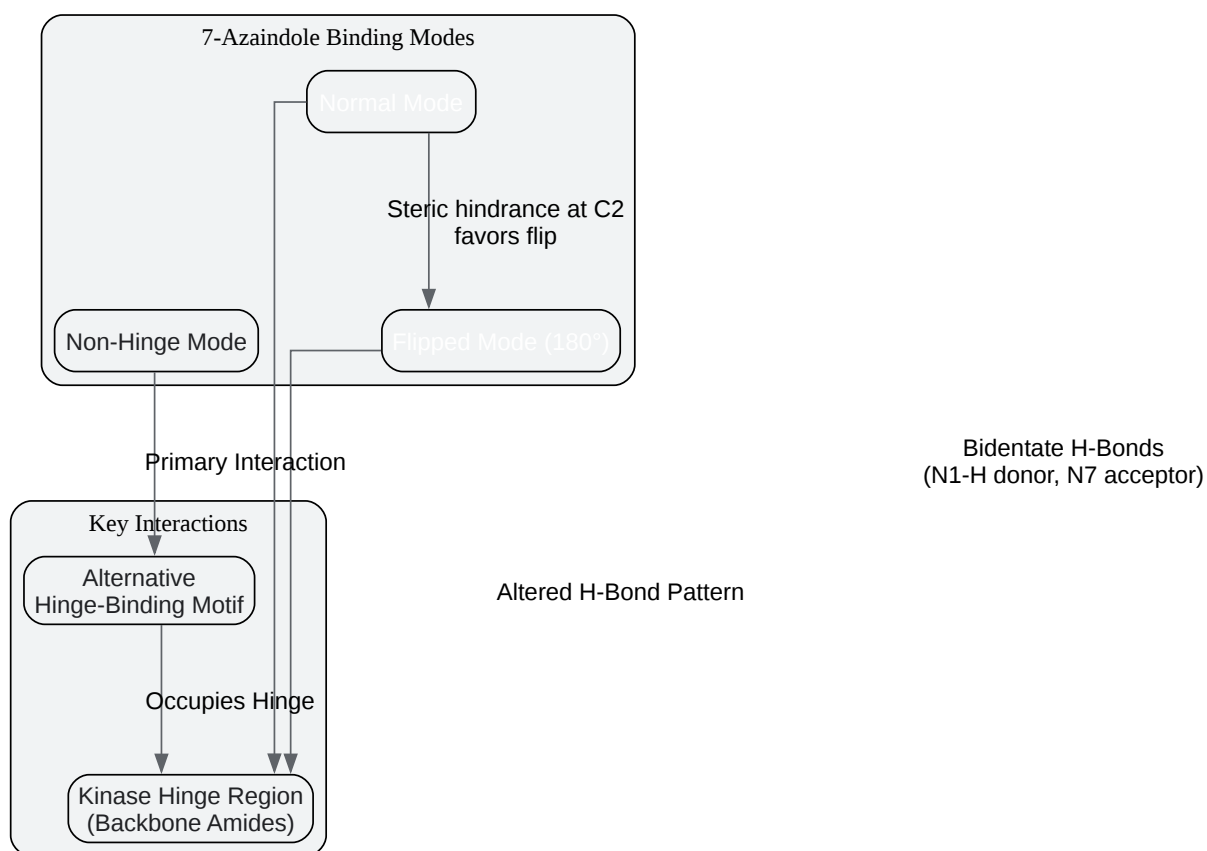 7-Azaindole Binding Modes
Normal Mode
Steric hindrance at C2
favors flip
Non-Hinge Mode
Flipped Mode (180°)
Primary Interaction
Bidentate H-Bonds
(N1-H donor, N7 acceptor)
Key Interactions
Alternative
Hinge-Binding Motif
Altered H-Bond Pattern
Occupies Hinge
Kinase Hinge Region
(Backbone Amides)